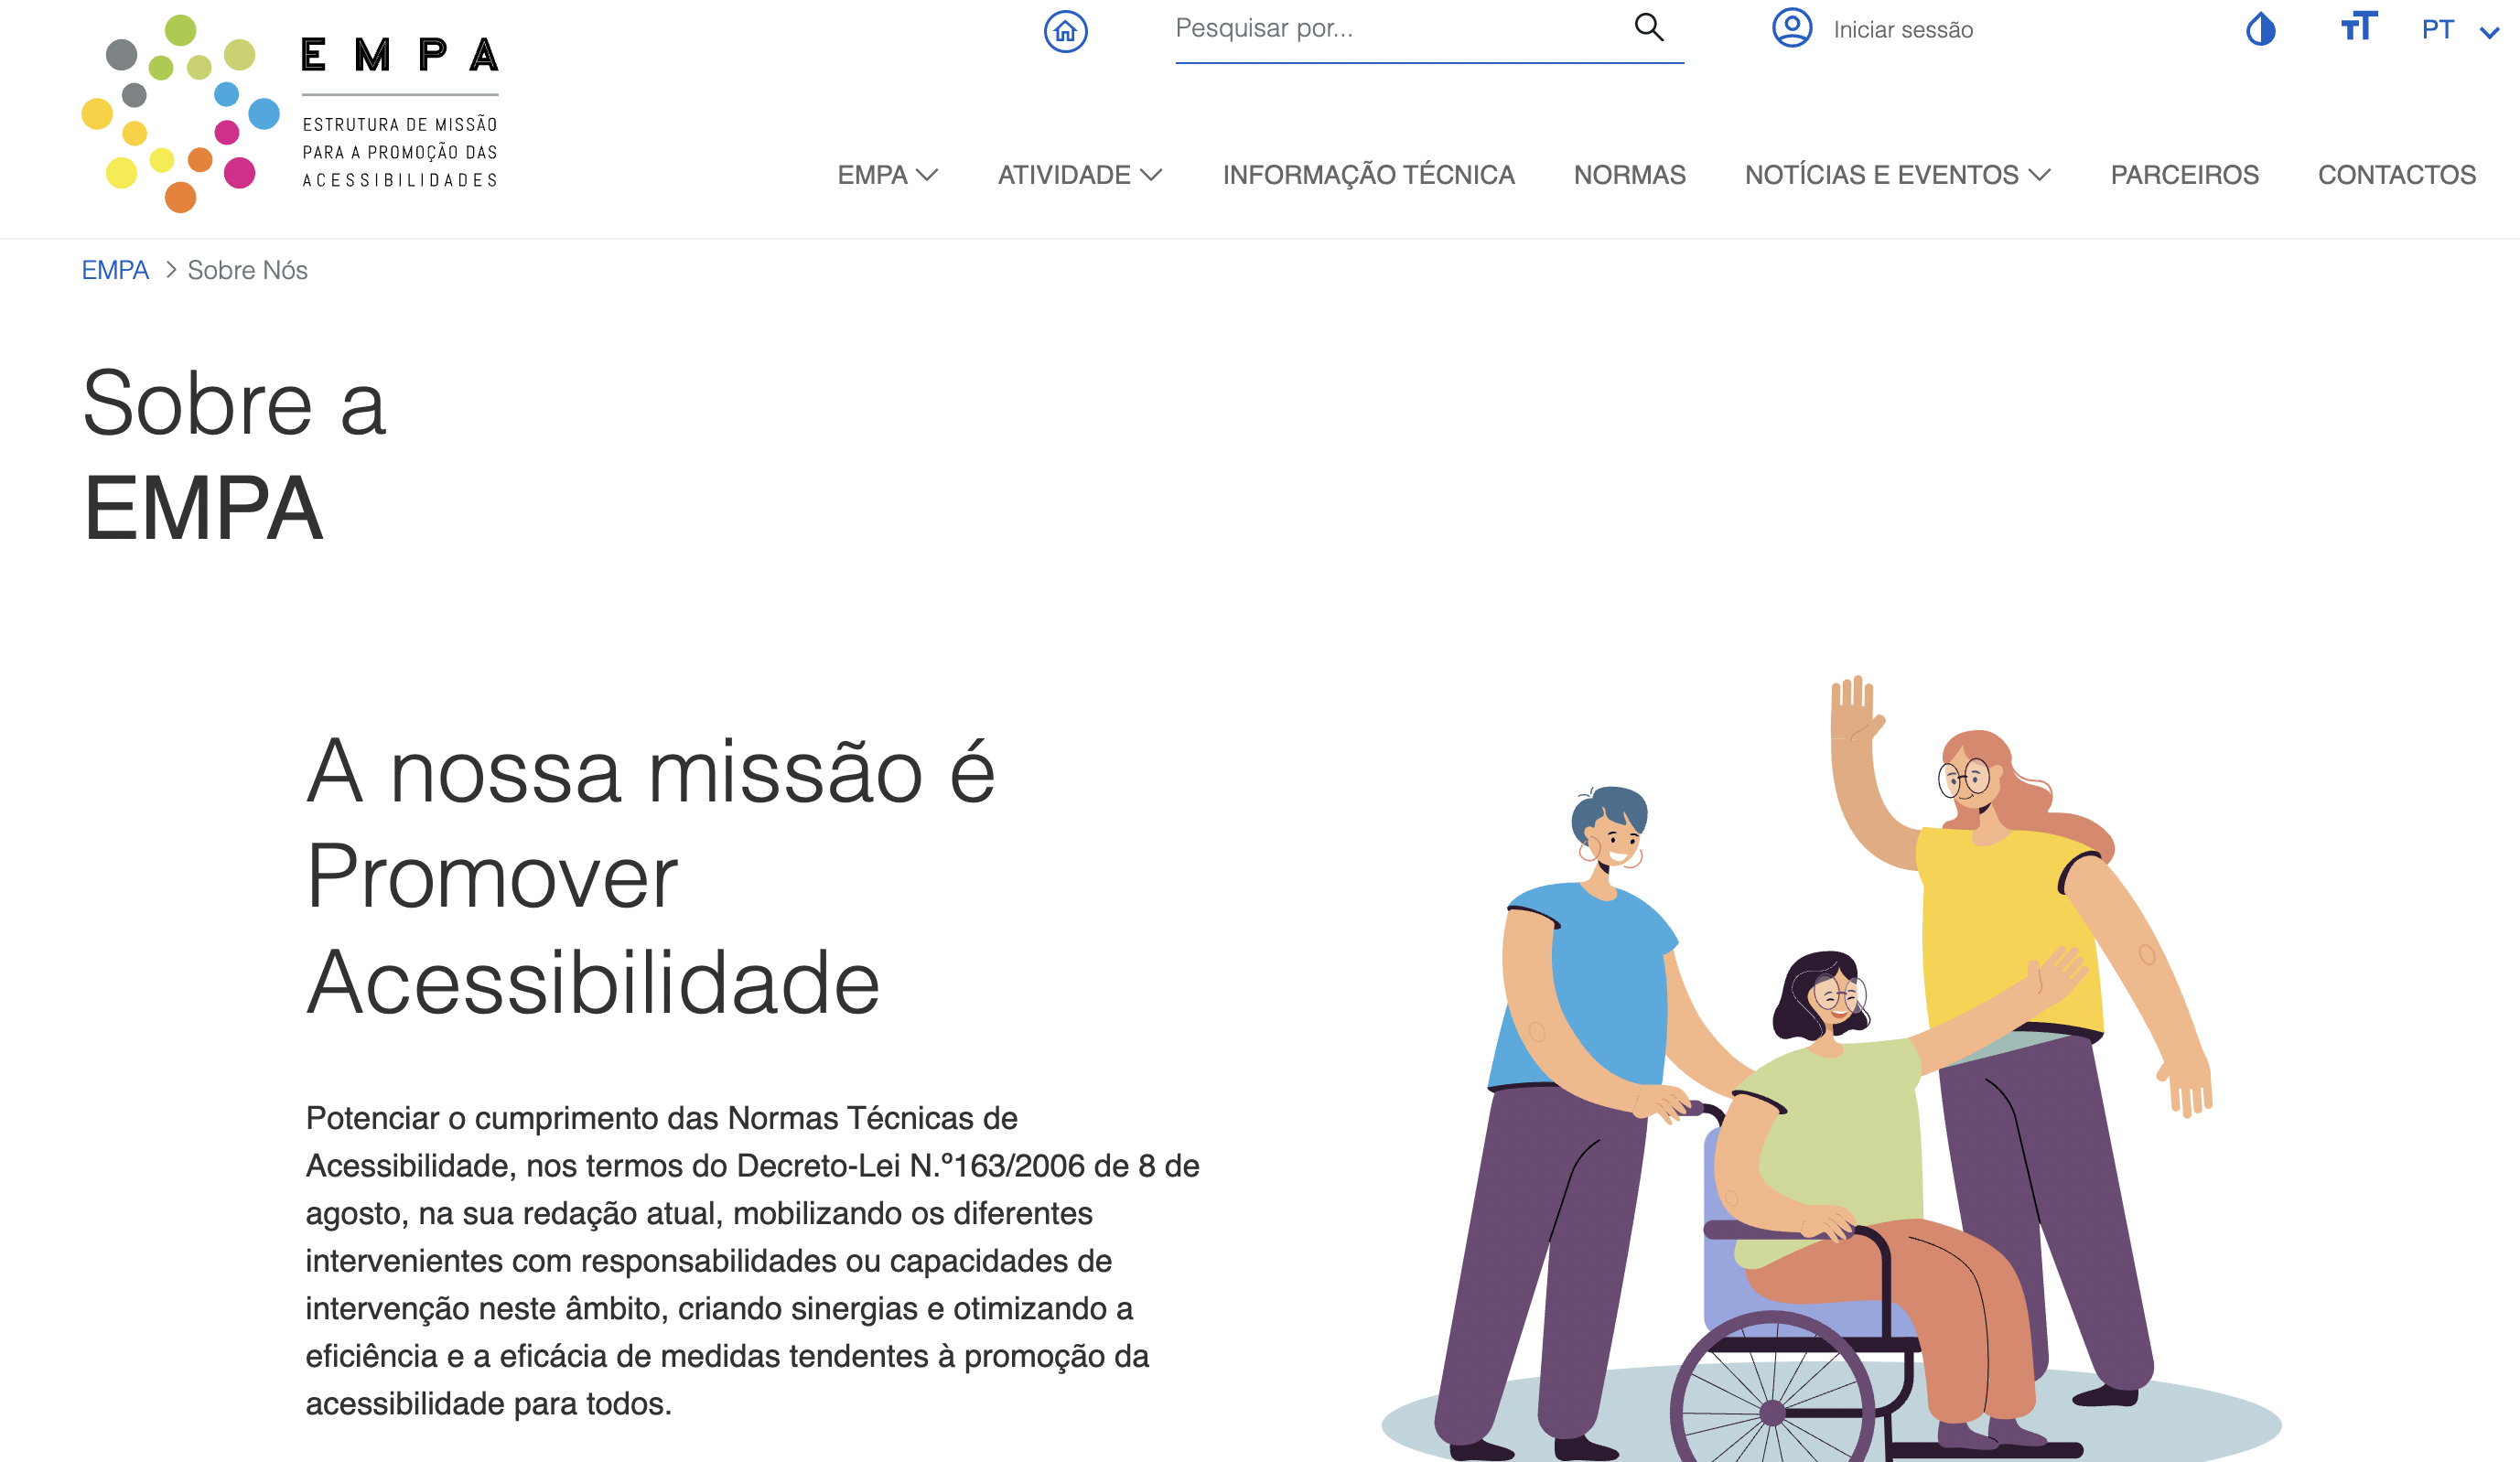 E M P A
ESTRUTURA DE MISSÃO
PARA A PROMOÇÃO DAS
ACESSIBILIDADES
Pesquisar por...
Iniciar sessão
PT
EMPA
ATIVIDADE
INFORMAÇÃO TÉCNICA
NORMAS
NOTÍCIAS E EVENTOS
PARCEIROS
CONTACTOS
EMPA > Sobre Nós
Sobre a
EMPA
A nossa missão é
Promover
Acessibilidade
Potenciar o cumprimento das Normas Técnicas de
Acessibilidade, nos termos do Decreto-Lei N.º163/2006 de 8 de
agosto, na sua redação atual, mobilizando os diferentes
intervenientes com responsabilidades ou capacidades de
intervenção neste âmbito, criando sinergias e otimizando a
eficiência e a eficácia de medidas tendentes à promoção da
acessibilidade para todos.